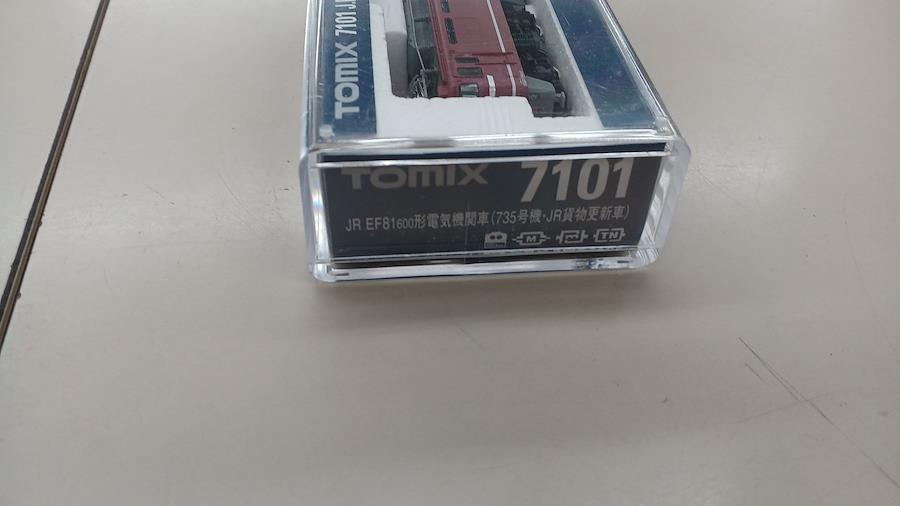 TOMIX 7101 J
TOMIX 7101
JR EF81600形電気機関車(735号機・JR貨物更新車)
M TN